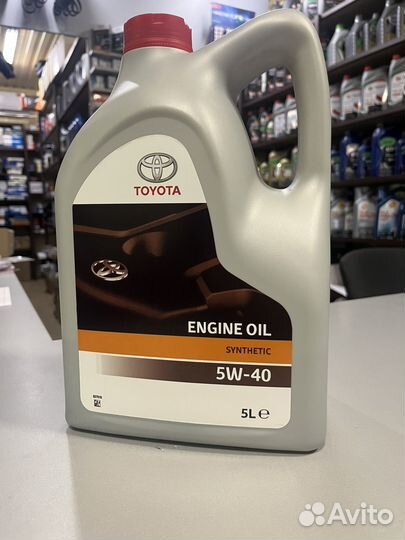 TOYOTA
ENGINE OIL
SYNTHETIC
5W-40
5L e
Avito